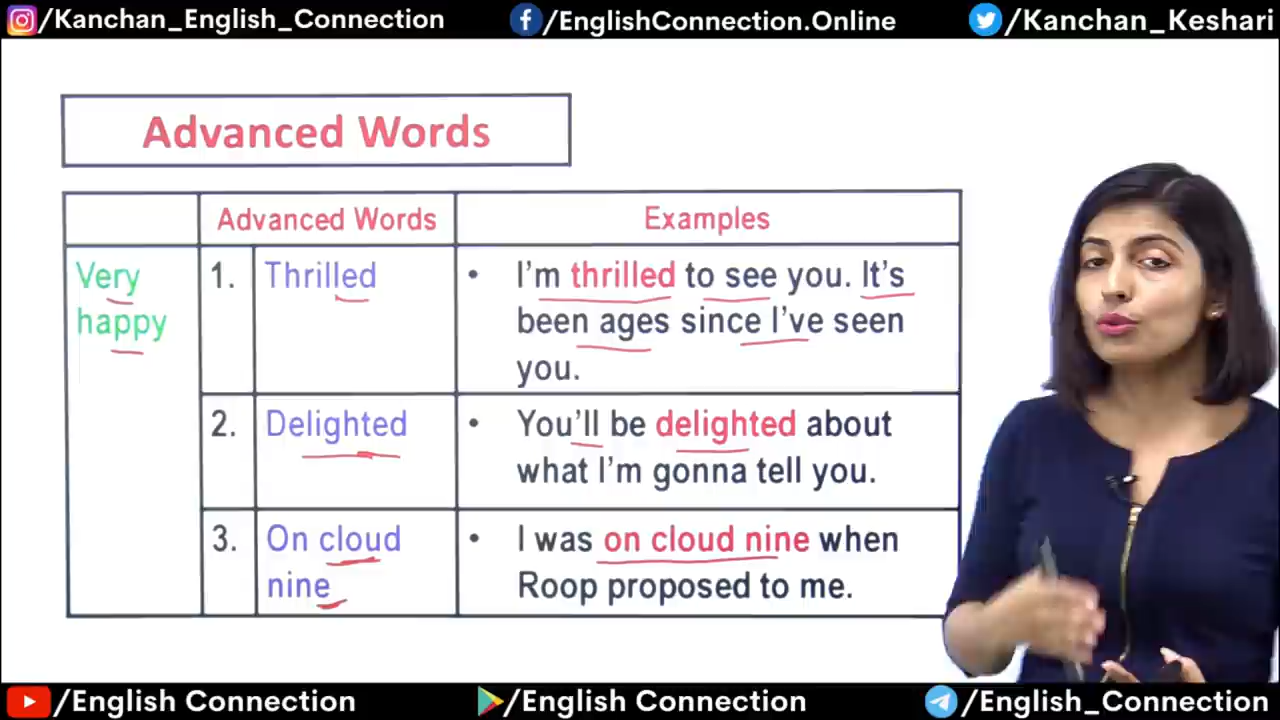 /Kanchan_English_Connection /EnglishConnection.Online /Kanchan_Keshari
Advanced Words
Advanced Words Examples
Very happy 1. Thrilled • I'm thrilled to see you. It's
been ages since I've seen
you.
2. Delighted • You'll be delighted about
what I'm gonna tell you.
3. On cloud nine • I was on cloud nine when
Roop proposed to me.
/English Connection /English Connection /English_Connection